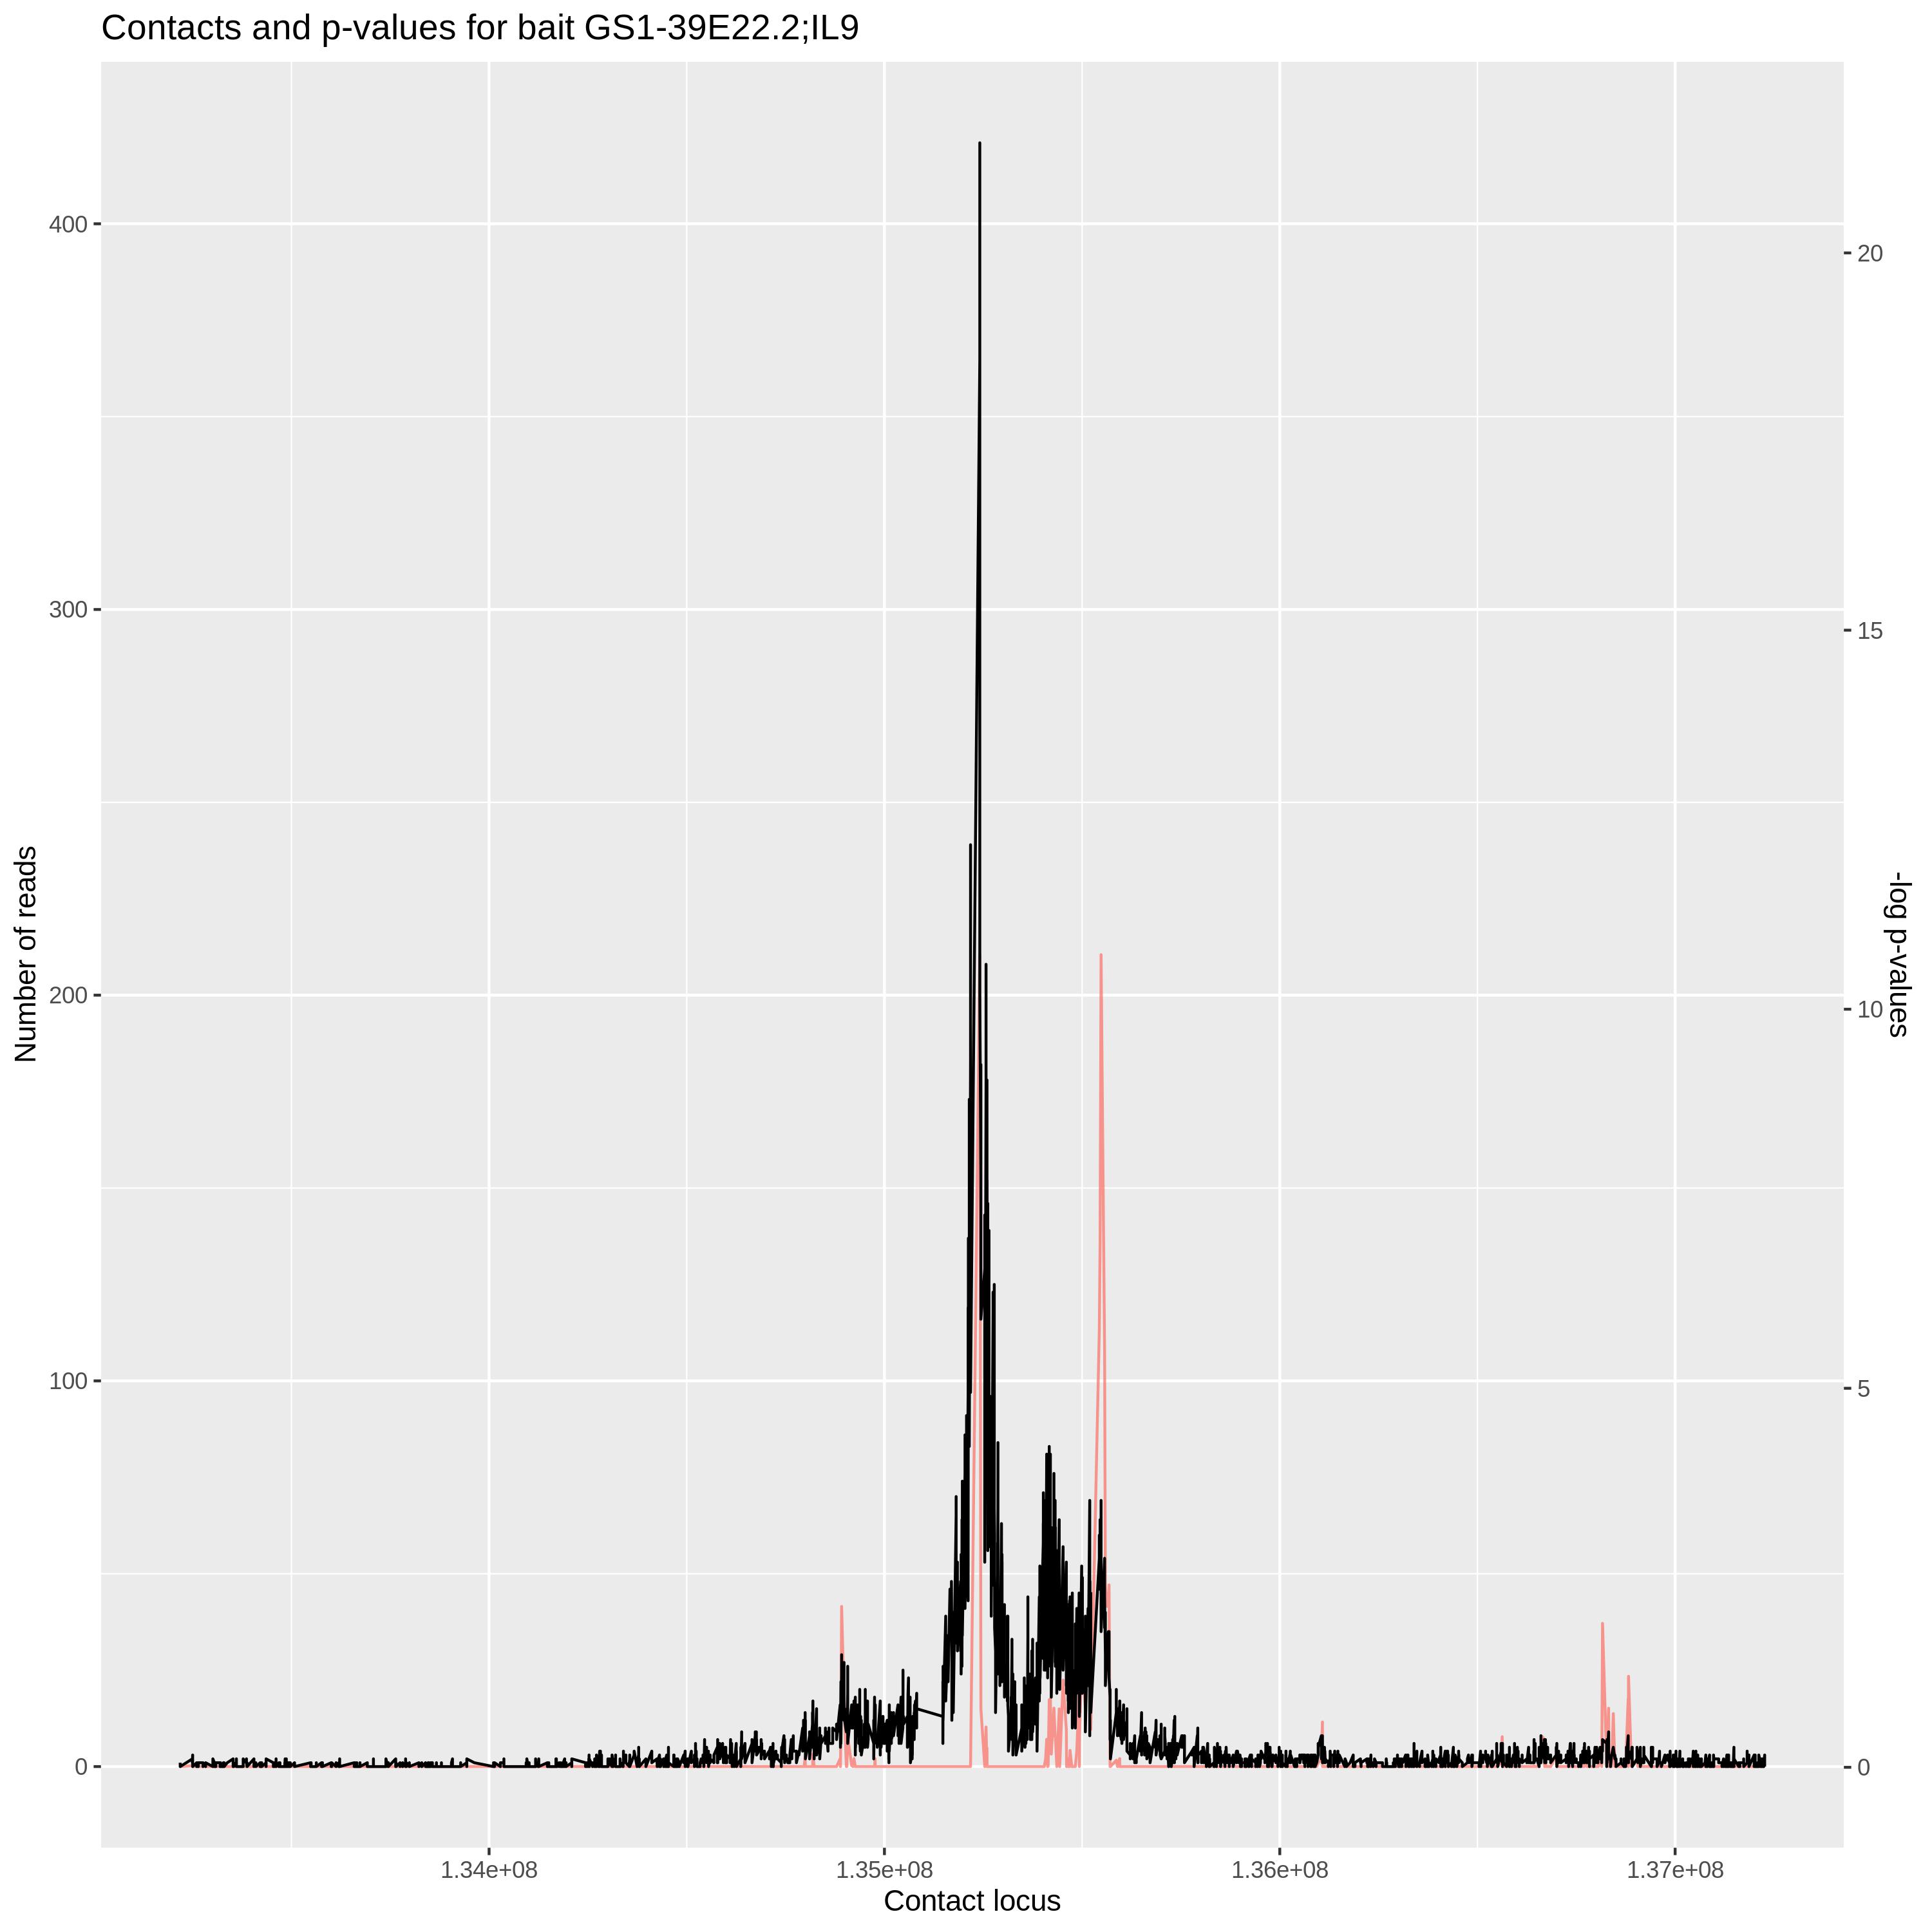 Contacts and p-values for bait GS1-39E22.2;IL9
400
300
200
100
0
Number of reads
20
15
10
5
0
-log p-values
1.34e+08
1.35e+08
1.36e+08
1.37e+08
Contact locus